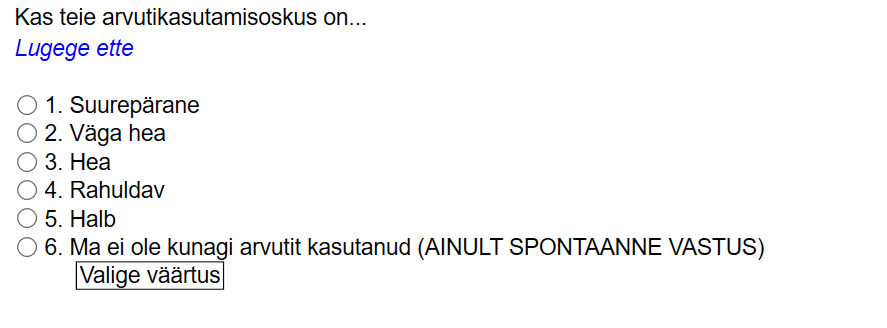 Kas teie arvutikasutamisoskus on...
Lugege ette
1. Suurepärane
2. Väga hea
3. Hea
4. Rahuldav
5. Halb
6. Ma ei ole kunagi arvutit kasutanud (AINULT SPONTAANNE VASTUS)
Valige väärtus